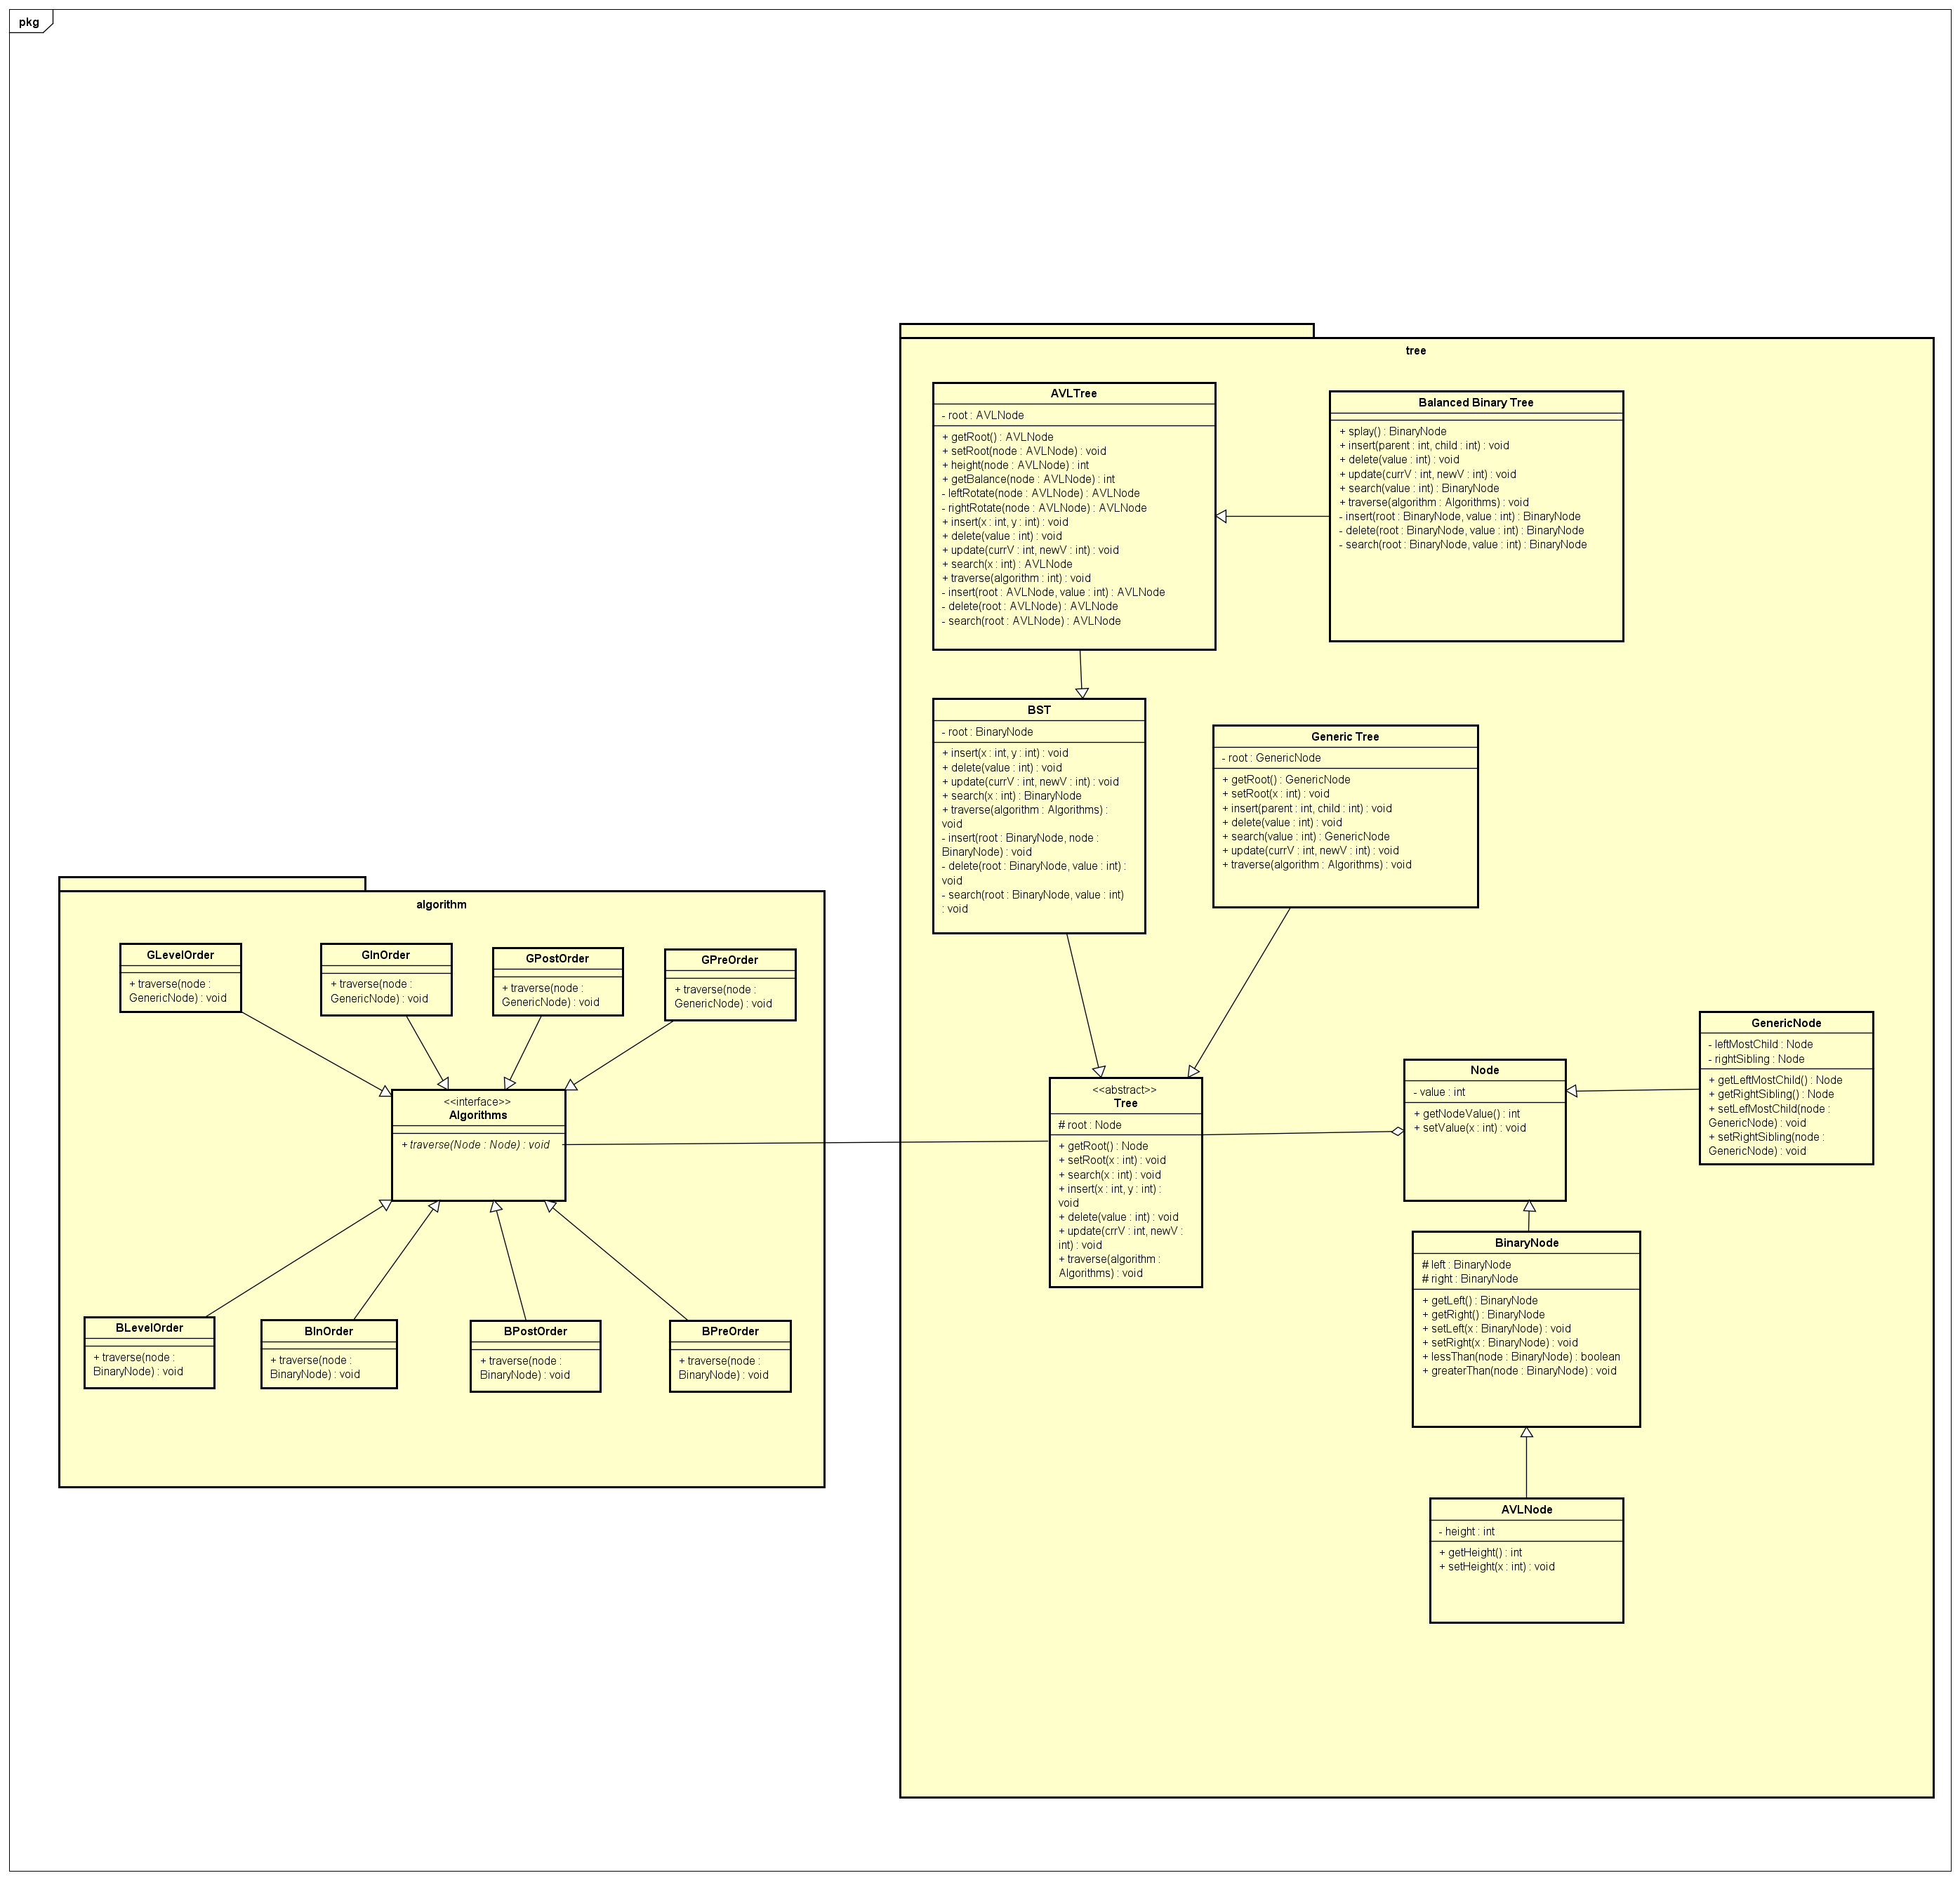 pkg
tree
AVLTree
- root : AVLNode
+ getRoot() : AVLNode
+ setRoot(node : AVLNode) : void
+ height(node : AVLNode) : int
+ getBalance(node : AVLNode) : int
- leftRotate(node : AVLNode) : AVLNode
- rightRotate(node : AVLNode) : AVLNode
+ insert(x : int, y : int) : void
+ delete(value : int) : void
+ update(currV : int, newV : int) : void
+ search(x : int) : AVLNode
+ traverse(algorithm : int) : void
- insert(root : AVLNode, value : int) : AVLNode
- delete(root : AVLNode) : AVLNode
- search(root : AVLNode) : AVLNode
Balanced Binary Tree
+ splay() : BinaryNode
+ insert(parent : int, child : int) : void
+ delete(value : int) : void
+ update(currV : int, newV : int) : void
+ search(value : int) : BinaryNode
+ traverse(algorithm : Algorithms) : void
- insert(root : BinaryNode, value : int) : BinaryNode
- delete(root : BinaryNode, value : int) : BinaryNode
- search(root : BinaryNode, value : int) : BinaryNode
BST
- root : BinaryNode
+ insert(x : int, y : int) : void
+ delete(value : int) : void
+ update(currV : int, newV : int) : void
+ search(x : int) : BinaryNode
+ traverse(algorithm : Algorithms) :
void
- insert(root : BinaryNode, node :
BinaryNode) : void
- delete(root : BinaryNode, value : int) :
void
- search(root : BinaryNode, value : int)
: void
Generic Tree
- root : GenericNode
+ getRoot() : GenericNode
+ setRoot(x : int) : void
+ insert(parent : int, child : int) : void
+ delete(value : int) : void
+ search(value : int) : GenericNode
+ update(currV : int, newV : int) : void
+ traverse(algorithm : Algorithms) : void
algorithm
GLevelOrder
+ traverse(node :
GenericNode) : void
GInOrder
+ traverse(node :
GenericNode) : void
GPostOrder
+ traverse(node :
GenericNode) : void
GPreOrder
+ traverse(node :
GenericNode) : void
<<interface>>
Algorithms
+ traverse(Node : Node) : void
BLevelOrder
+ traverse(node :
BinaryNode) : void
BInOrder
+ traverse(node :
BinaryNode) : void
BPostOrder
+ traverse(node :
BinaryNode) : void
BPreOrder
+ traverse(node :
BinaryNode) : void
<<abstract>>
Tree
# root : Node
+ getRoot() : Node
+ setRoot(x : int) : void
+ search(x : int) : void
+ insert(x : int, y : int) :
void
+ delete(value : int) : void
+ update(crrV : int, newV :
int) : void
+ traverse(algorithm :
Algorithms) : void
Node
- value : int
+ getNodeValue() : int
+ setValue(x : int) : void
GenericNode
- leftMostChild : Node
- rightSibling : Node
+ getLeftMostChild() : Node
+ getRightSibling() : Node
+ setLefMostChild(node :
GenericNode) : void
+ setRightSibling(node :
GenericNode) : void
BinaryNode
# left : BinaryNode
# right : BinaryNode
+ getLeft() : BinaryNode
+ getRight() : BinaryNode
+ setLeft(x : BinaryNode) : void
+ setRight(x : BinaryNode) : void
+ lessThan(node : BinaryNode) : boolean
+ greaterThan(node : BinaryNode) : void
AVLNode
- height : int
+ getHeight() : int
+ setHeight(x : int) : void